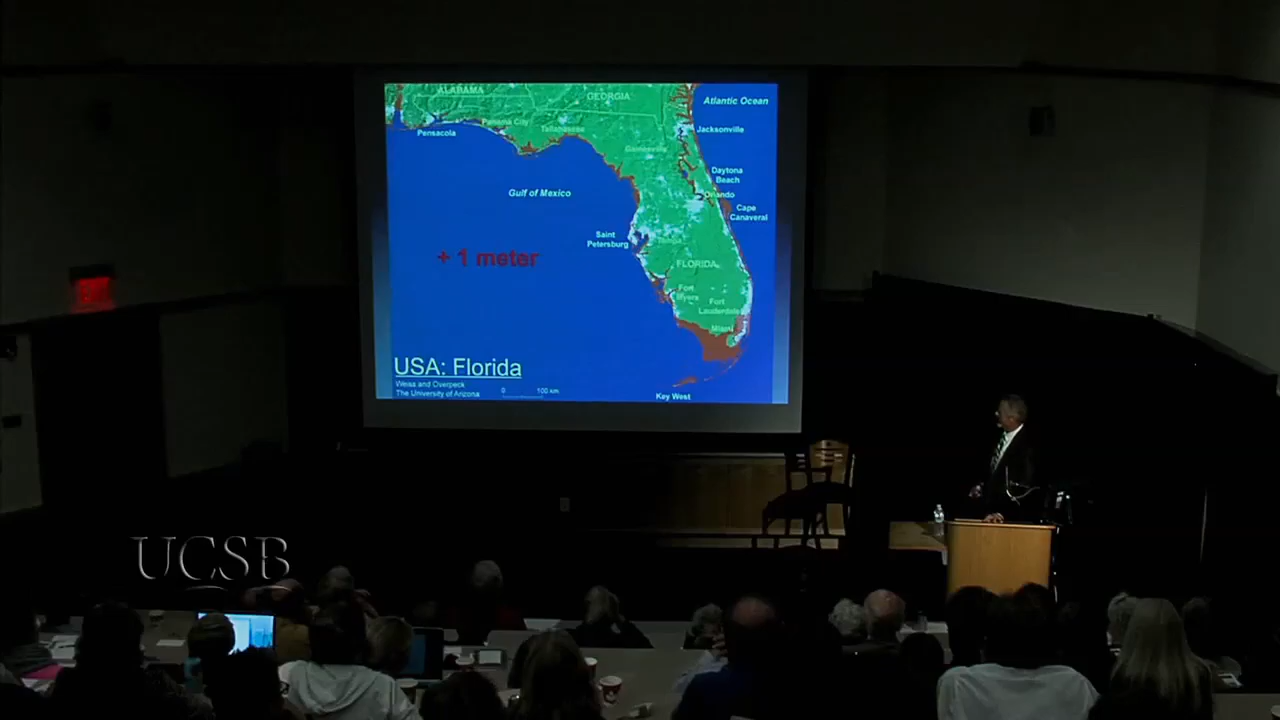 ALABAMA
GEORGIA
Atlantic Ocean
Panama City
Pensacola
Tallahassee
Jacksonville
Gainesville
Daytona
Beach
Gulf of Mexico
Orlando
Cape
Canaveral
Saint
Petersburg
Tampa
+ 1 meter
FLORIDA
Fort
Myers
Fort
Lauderdale
Miami
USA: Florida
Weiss and Overpeck
The University of Arizona
0 100 km
Key West
UCSB